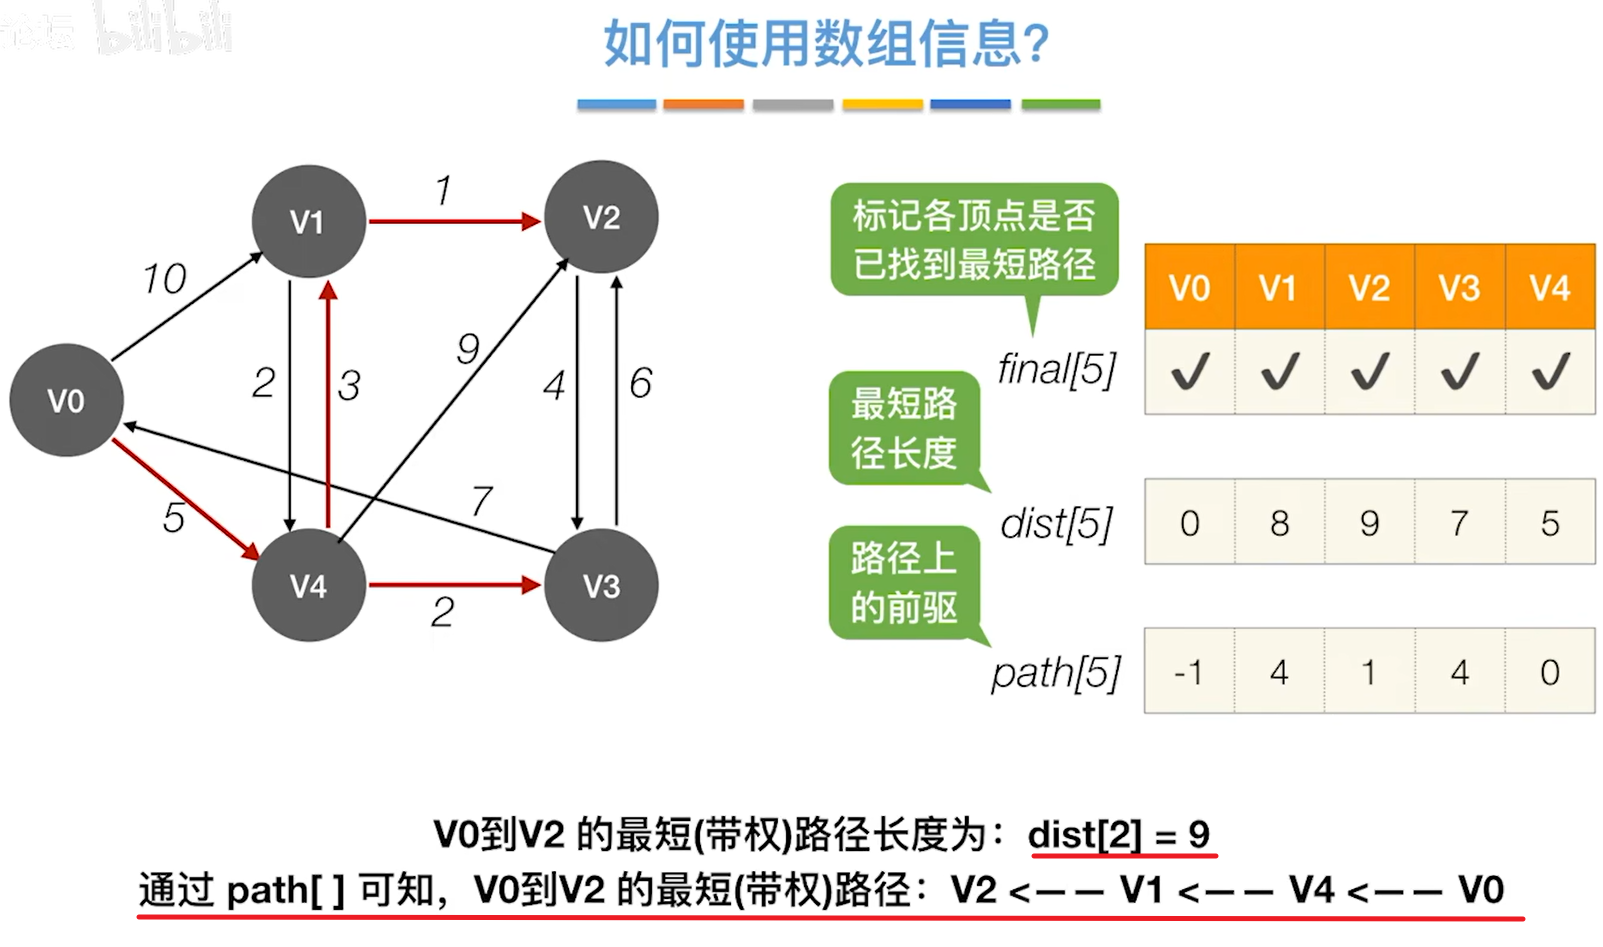 论坛 bilibili
如何使用数组信息?
V1
1
V2
10
标记各顶点是否
已找到最短路径
V0 V1 V2 V3 V4
final[5] ✓ ✓ ✓ ✓ ✓
V0
2
3
9
4
6
最短路
径长度
5
7
dist[5] 0 8 9 7 5
V4
2
V3
路径上
的前驱
path[5] -1 4 1 4 0
V0到V2 的最短(带权)路径长度为：dist[2] = 9
通过 path[ ] 可知，V0到V2 的最短(带权)路径：V2 <—— V1 <—— V4 <—— V0